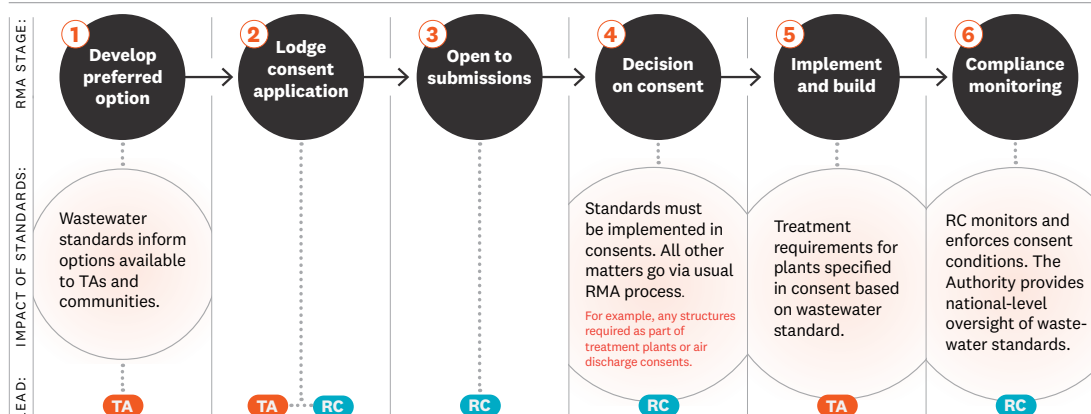 RMA STAGE:
1
Develop
preferred
option
2
Lodge
consent
application
3
Open to
submissions
4
Decision
on consent
5
Implement
and build
6
Compliance
monitoring
IMPACT OF STANDARDS:
Wastewater
standards inform
options available
to TAs and
communities.
Standards must
be implemented in
consents. All other
matters go via usual
RMA process.
For example, any structures
required as part of
treatment plants or air
discharge consents.
Treatment
requirements for
plants specified
in consent based
on wastewater
standard.
RC monitors and
enforces consent
conditions. The
Authority provides
national-level
oversight of waste-
water standards.
EAD:
TA
TA
RC
RC
RC
TA
RC